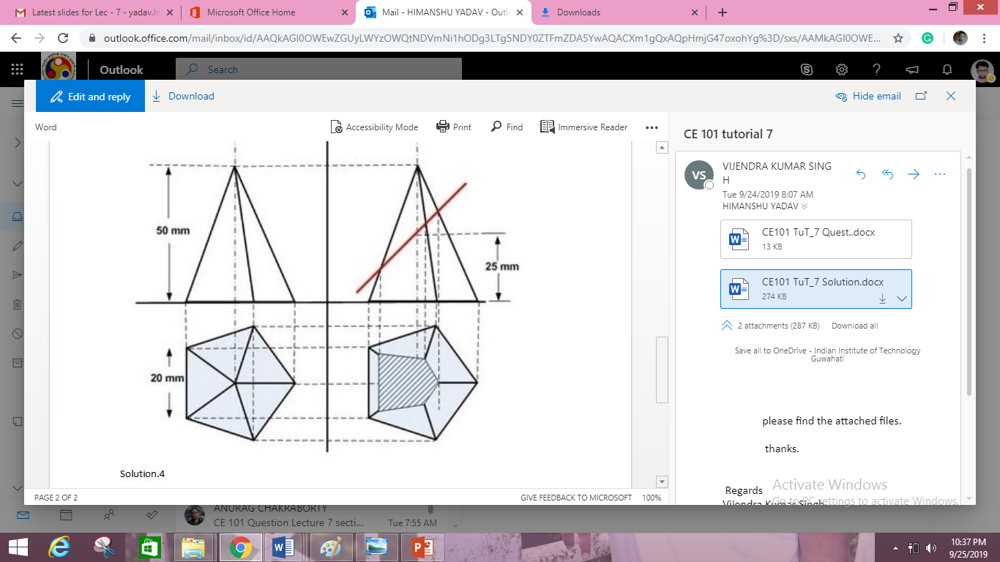 Latest slides for Lec - 7 - yadav.h
Microsoft Office Home
Mail - HIMANSHU YADAV - Outl
Downloads
outlook.office.com/mail/inbox/id/AAQkAGI0OWEwZGUyLWYzOWQtNDVmNi1hODg3LTg5NDY0ZTFmZDA5YwAQACXm1gQxAQpHmjG47oxohYg%3D/sxs/AAMkAGI0OWE...
Outlook
Search
Edit and reply
Download
Hide email
Word
Accessibility Mode
Print
Find
Immersive Reader
CE 101 tutorial 7
VS
VIJENDRA KUMAR SING
H
Tue 9/24/2019 8:07 AM
HIMANSHU YADAV
CE101 TuT_7 Quest..docx
13 KB
CE101 TuT_7 Solution.docx
274 KB
2 attachments (287 KB)
Download all
Save all to OneDrive - Indian Institute of Technology
Guwahati
please find the attached files.
thanks.
Regards
Vijendra Kumar Singh
50 mm
25 mm
20 mm
Solution.4
PAGE 2 OF 2
GIVE FEEDBACK TO MICROSOFT
100%
Activate Windows
Go to PC settings to activate Windows.
ANURAG CHAKRABORTY
CE 101 Question Lecture 7 secti...
Tue 7:55 AM
10:37 PM
9/25/2019